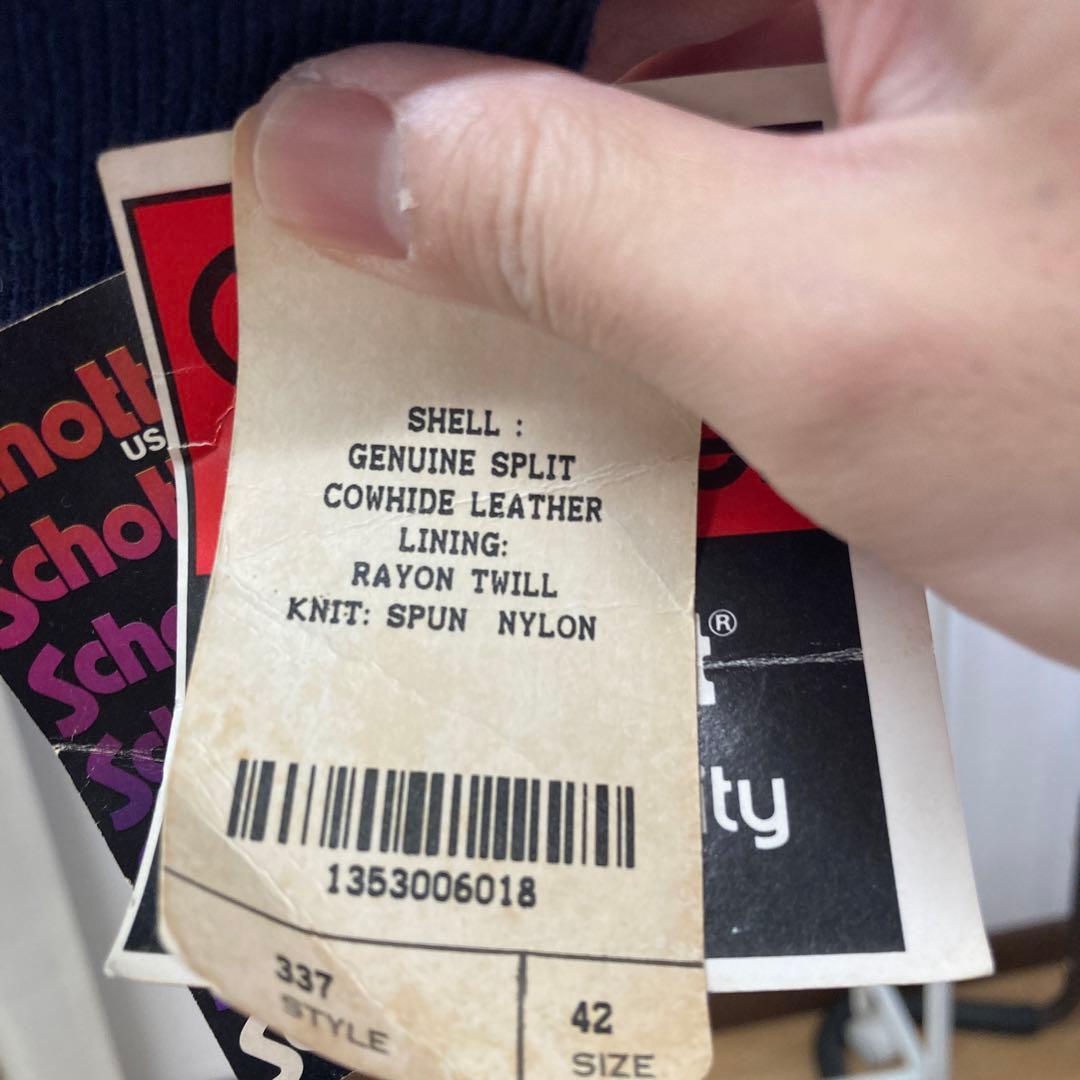 SHELL :
GENUINE SPLIT
COWHIDE LEATHER
LINING:
RAYON TWILL
KNIT: SPUN NYLON
1353006018
337
STYLE
42
SIZE
US
Schott
®
ity